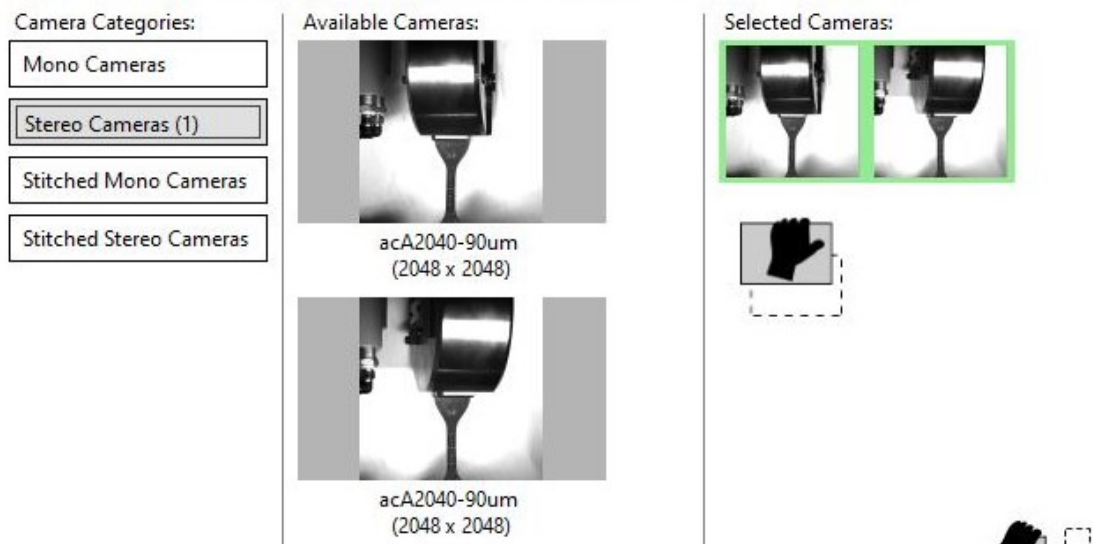 Camera Categories:
Mono Cameras
Stereo Cameras (1)
Stitched Mono Cameras
Stitched Stereo Cameras
Available Cameras:
acA2040-90um
(2048 x 2048)
acA2040-90um
(2048 x 2048)
Selected Cameras: